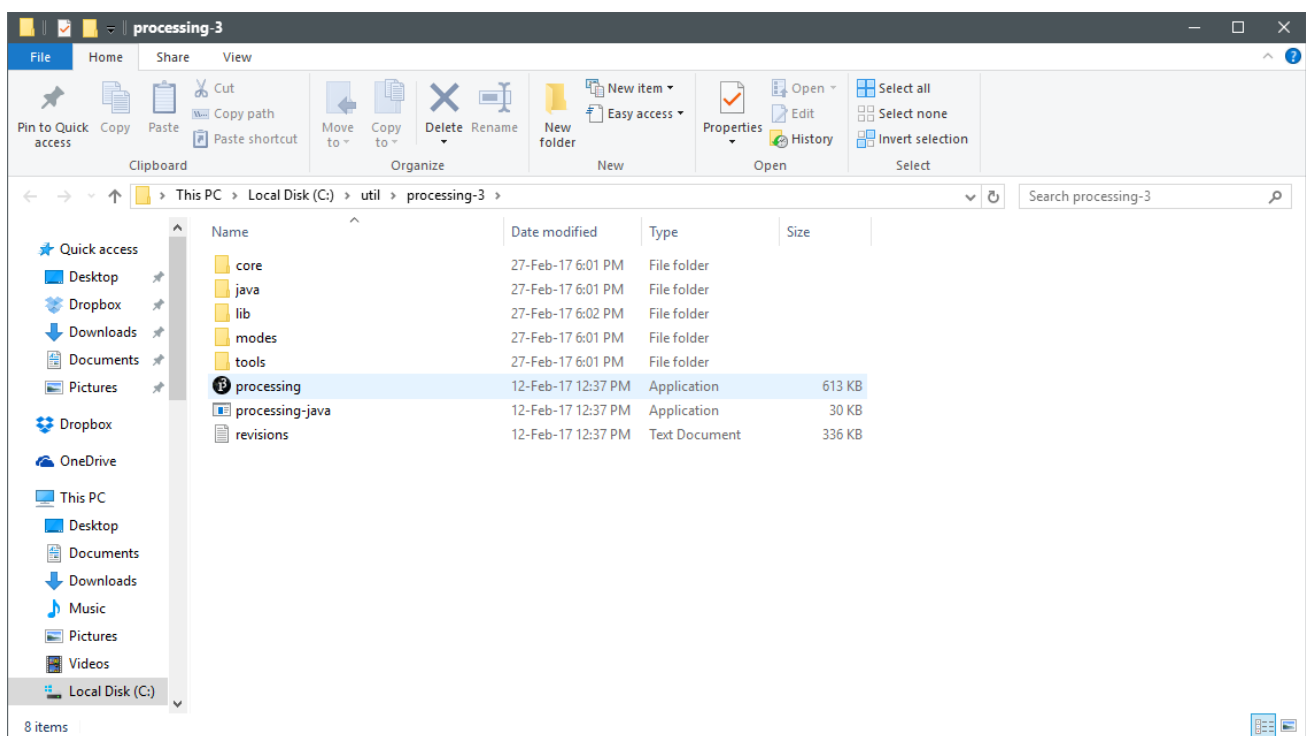 processing-3
File Home Share View
Pin to Quick access
Copy
Paste
Cut
Copy path
Paste shortcut
Clipboard
Move to
Copy to
Delete
Rename
Organize
New folder
New item
Easy access
New
Properties
Open
Edit
History
Open
Select all
Select none
Invert selection
Select
This PC > Local Disk (C:) > util > processing-3 >
Search processing-3
Name Date modified Type Size
core 27-Feb-17 6:01 PM File folder
java 27-Feb-17 6:01 PM File folder
lib 27-Feb-17 6:02 PM File folder
modes 27-Feb-17 6:01 PM File folder
tools 27-Feb-17 6:01 PM File folder
processing 12-Feb-17 12:37 PM Application 613 KB
processing-java 12-Feb-17 12:37 PM Application 30 KB
revisions 12-Feb-17 12:37 PM Text Document 336 KB
Quick access
Desktop
Dropbox
Downloads
Documents
Pictures
Dropbox
OneDrive
This PC
Desktop
Documents
Downloads
Music
Pictures
Videos
Local Disk (C:)
8 items